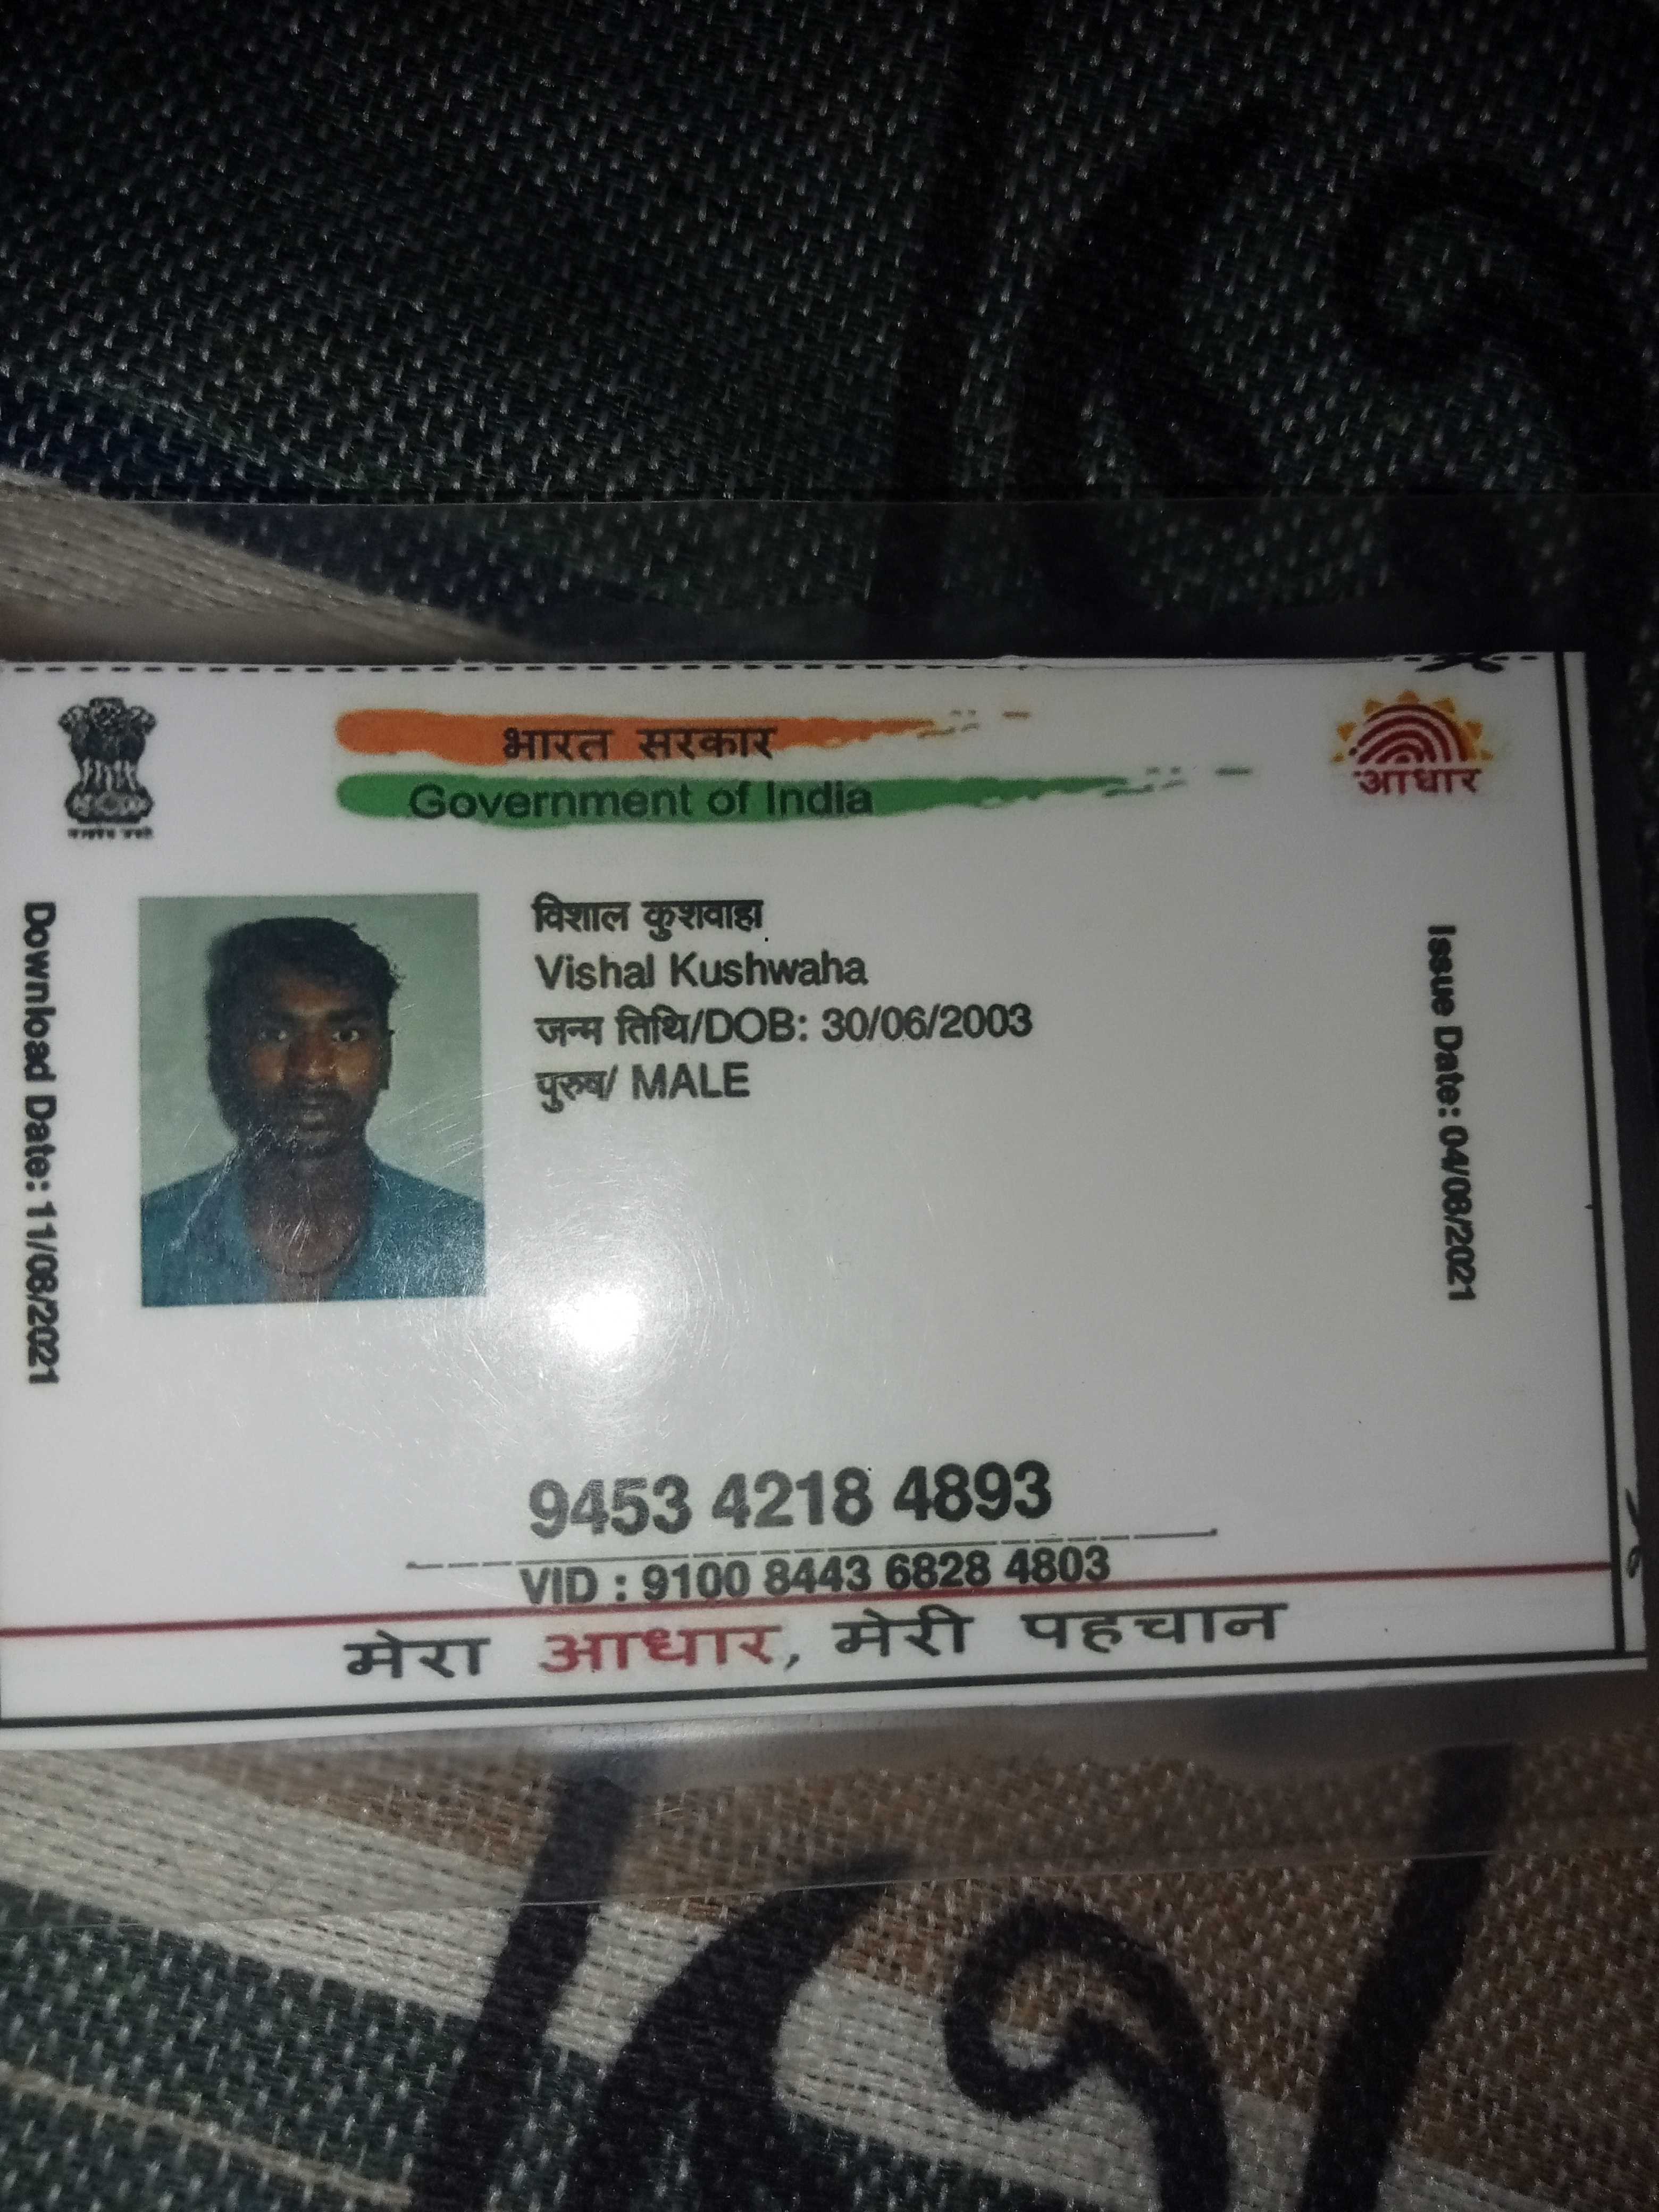 भारत सरकार
Government of India
आधार
Download Date: 11/08/2021
विशाल कुशवाहा
Vishal Kushwaha
जन्म तिथि/DOB: 30/06/2003
पुरुष/ MALE
Issue Date: 04/08/2021
9453 4218 4893
VID : 9100 8443 6828 4803
मेरा आधार, मेरी पहचान